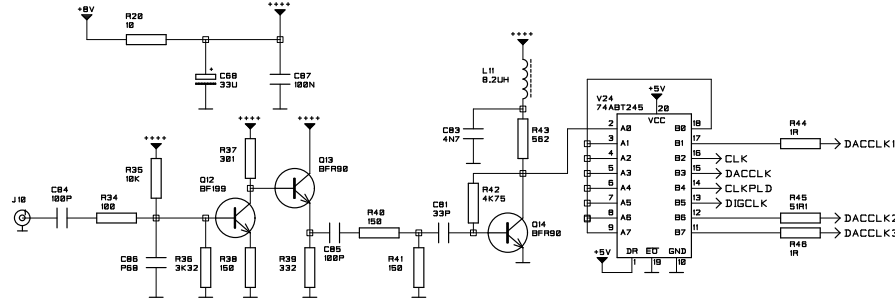 +8V
R20
10
++++
C68
33U
+
C87
100N
++++
L11
8.2UH
C83
4N7
R43
562
V24
74ABT245
+5V
20
VCC
2 A0 B0 18
3 A1 B1 17
4 A2 B2 16
5 A3 B3 15
6 A4 B4 14
7 A5 B5 13
8 A6 B6 12
9 A7 B7 11
DR EO GND
1 19 10
+5V
R44
1R
DACCLK1
CLK
DACCLK
CLKPLD
DIGCLK
R45
51R1
DACCLK2
R46
1R
DACCLK3
++++
++++
++++
J10
C84
100P
R34
100
R35
10K
C86
P68
R36
3K32
R37
301
Q12
BF199
R38
150
Q13
BFR90
R39
332
C85
100P
R40
150
R41
150
C81
33P
R42
4K75
Q14
BFR90